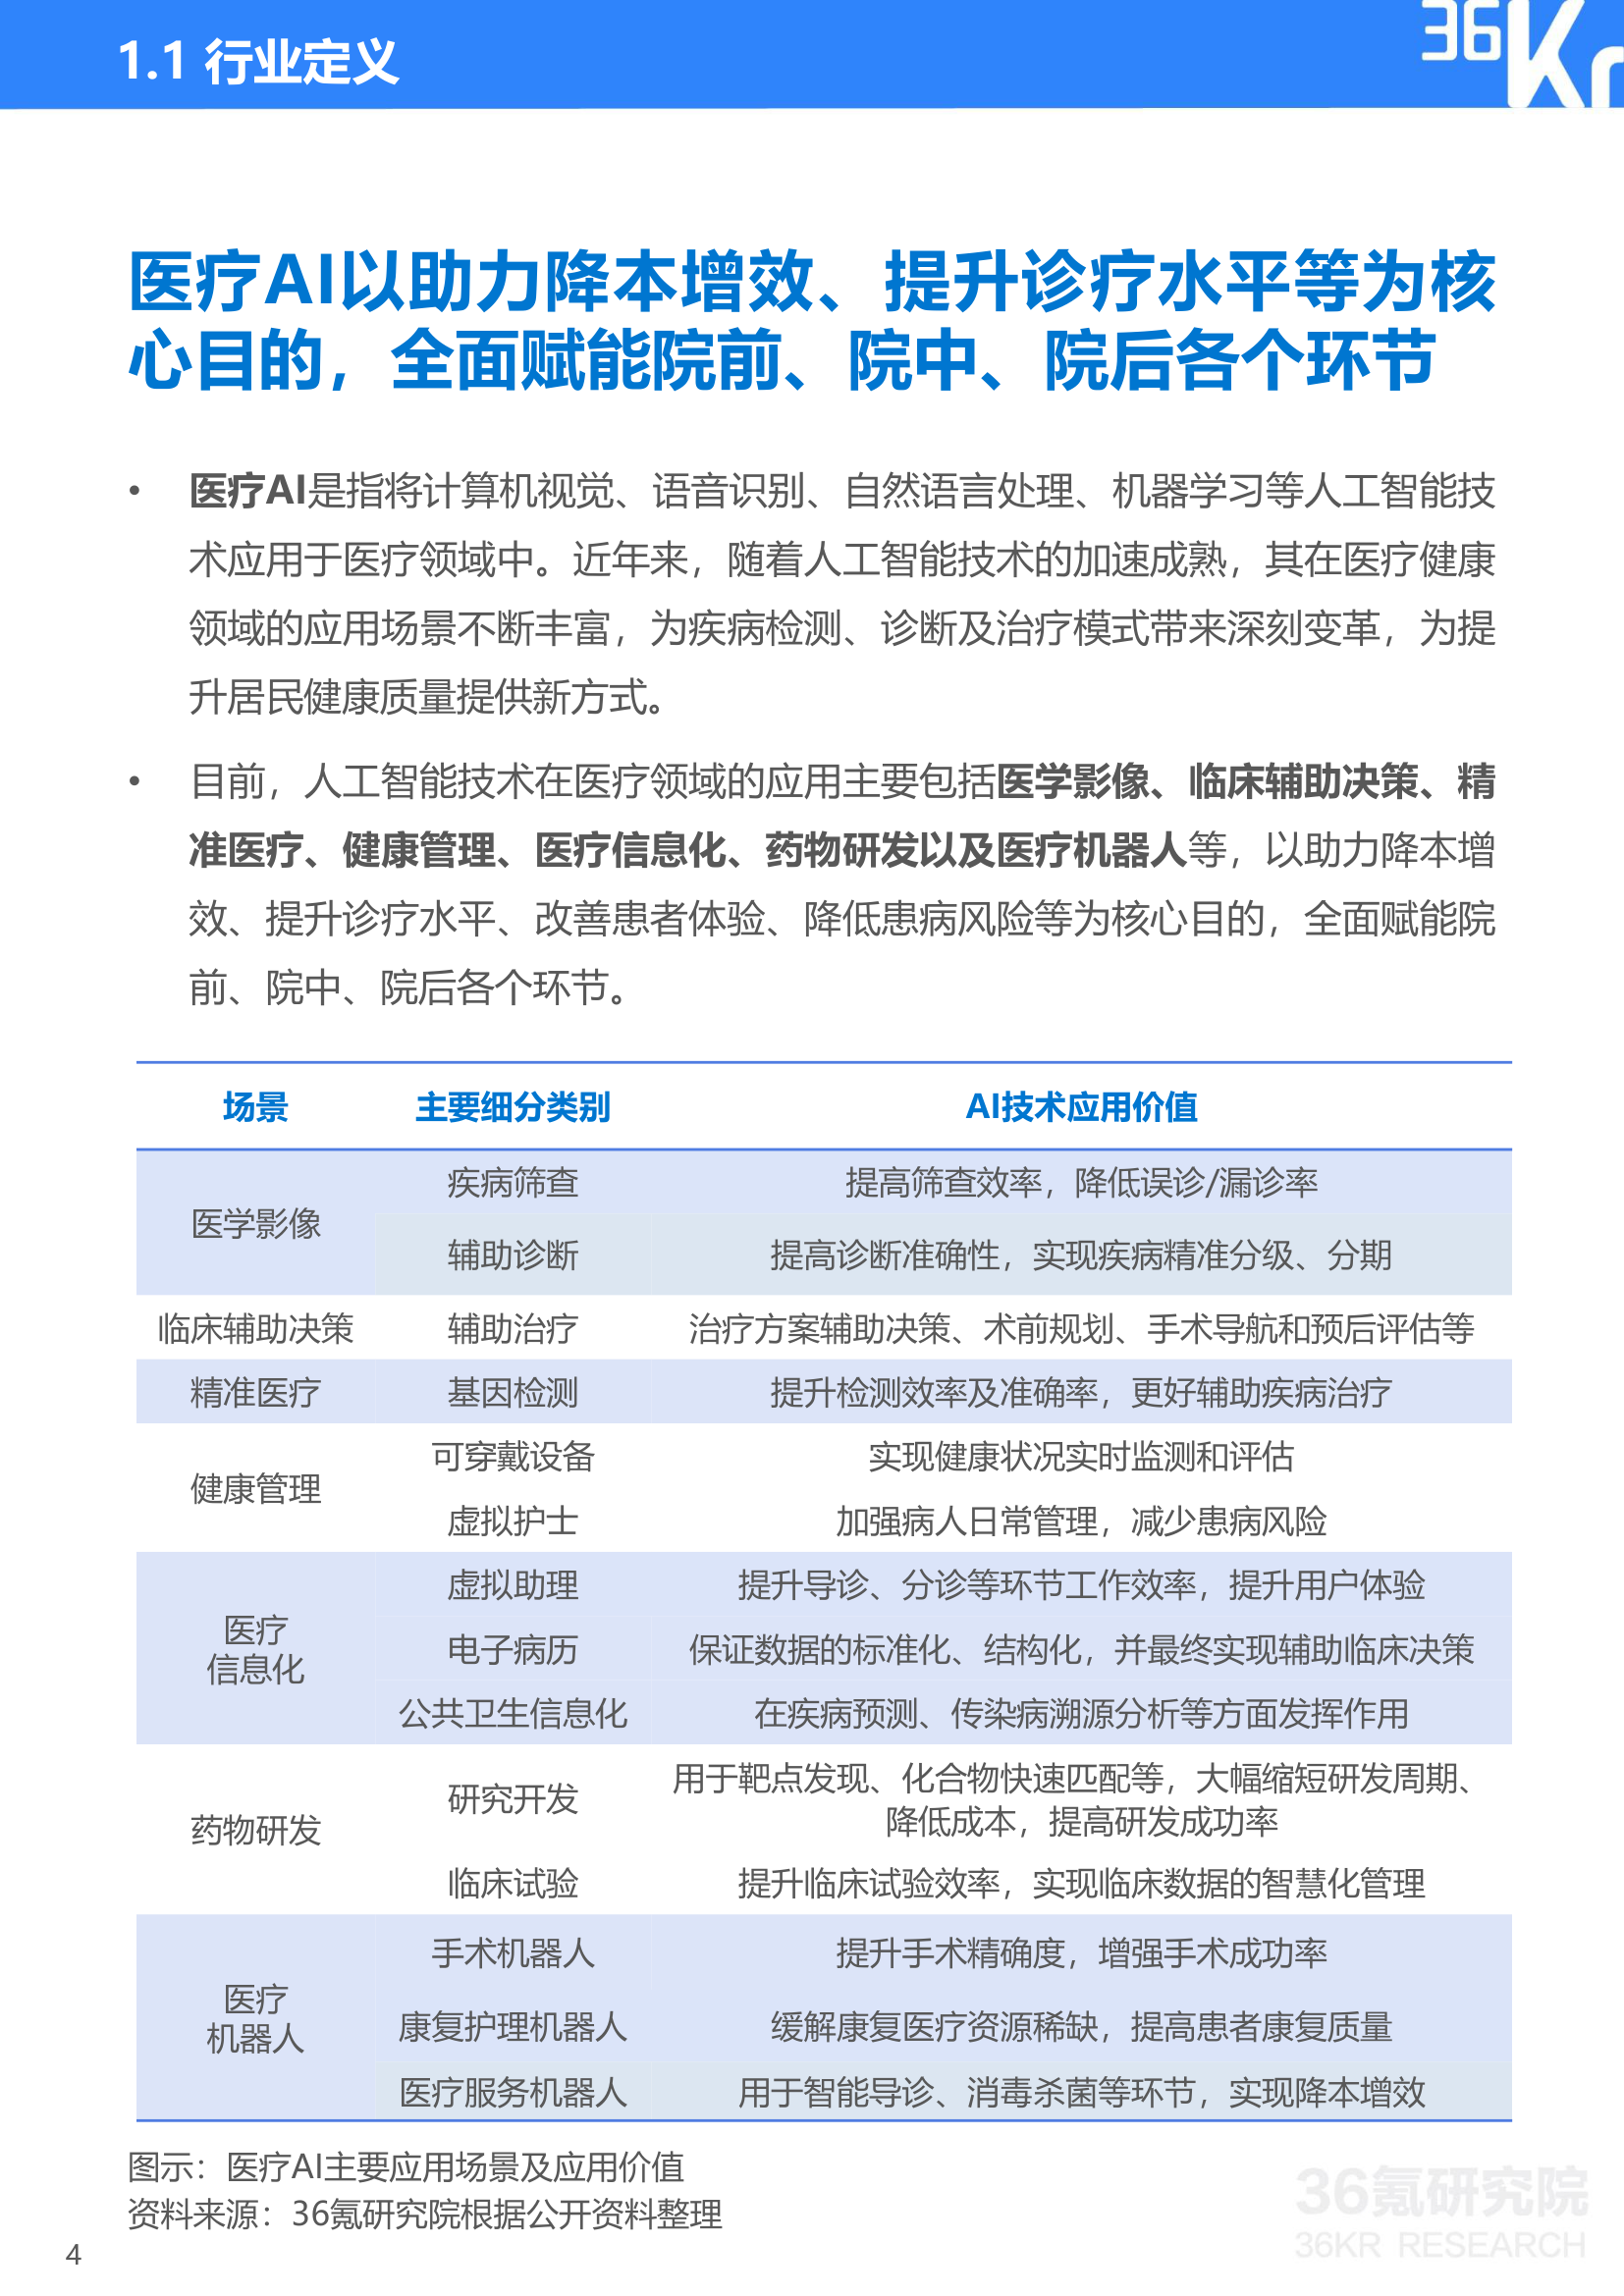 1.1 行业定义
36Kr
医疗AI以助力降本增效、提升诊疗水平等为核
心目的，全面赋能院前、院中、院后各个环节
• 医疗AI是指将计算机视觉、语音识别、自然语言处理、机器学习等人工智能技
术应用于医疗领域中。近年来，随着人工智能技术的加速成熟，其在医疗健康
领域的应用场景不断丰富，为疾病检测、诊断及治疗模式带来深刻变革，为提
升居民健康质量提供新方式。
• 目前，人工智能技术在医疗领域的应用主要包括医学影像、临床辅助决策、精
准医疗、健康管理、医疗信息化、药物研发以及医疗机器人等，以助力降本增
效、提升诊疗水平、改善患者体验、降低患病风险等为核心目的，全面赋能院
前、院中、院后各个环节。
场景 主要细分类别 AI技术应用价值
医学影像
疾病筛查 提高筛查效率，降低误诊/漏诊率
辅助诊断 提高诊断准确性，实现疾病精准分级、分期
临床辅助决策 辅助治疗 治疗方案辅助决策、术前规划、手术导航和预后评估等
精准医疗 基因检测 提升检测效率及准确率，更好辅助疾病治疗
健康管理
可穿戴设备 实现健康状况实时监测和评估
虚拟护士 加强病人日常管理，减少患病风险
医疗
信息化
虚拟助理 提升导诊、分诊等环节工作效率，提升用户体验
电子病历 保证数据的标准化、结构化，并最终实现辅助临床决策
公共卫生信息化 在疾病预测、传染病溯源分析等方面发挥作用
药物研发
研究开发 用于靶点发现、化合物快速匹配等，大幅缩短研发周期、
降低成本，提高研发成功率
临床试验 提升临床试验效率，实现临床数据的智慧化管理
医疗
机器人
手术机器人 提升手术精确度，增强手术成功率
康复护理机器人 缓解康复医疗资源稀缺，提高患者康复质量
医疗服务机器人 用于智能导诊、消毒杀菌等环节，实现降本增效
图示：医疗AI主要应用场景及应用价值
资料来源：36氪研究院根据公开资料整理
36氪研究院
36KR RESEARCH
4